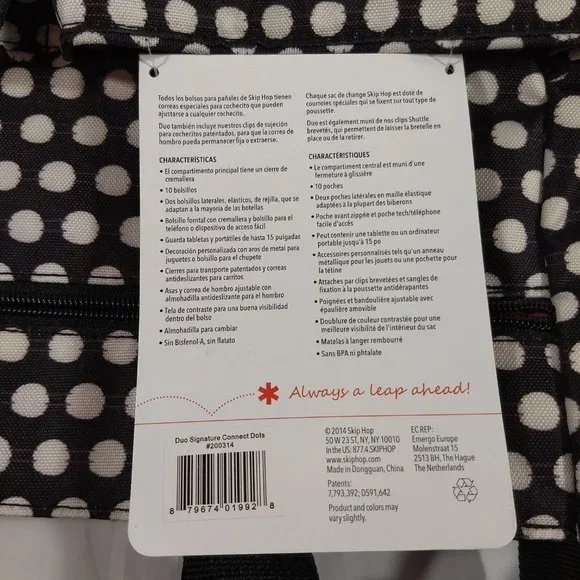 Todos los bolsos para pañales de Skip Hop tienen
correas especiales para cochecito que pueden
ajustarse a cualquier cochecito.
Duo también incluye nuestros clips de sujeción
para cochecitos patentados, para que la correa de
hombro pueda permanecer fija o extraerse.
CHARACTERÍSTICAS
• El compartimento principal tiene un cierre de
cremallera
• 10 bolsillos
• Dos bolsillos laterales, elásticos, de rejilla, que se
adaptan a la mayoría de las botellas
• Bolsillo forntal con cremallera y bolsillo para el
teléfono o dispositivo de acceso fácil
• Guarda tabletas y portátiles de hasta 15 pulgadas
• Decoración personalizada con aros de metal para
juguetes o bolsillo para el chupete
• Cierres para transporte patentados y correas
antideslizantes para carritos
• Asas y correa de hombro ajustable con
almohadilla antideslizante para el hombro
• Tela de contraste para una buena visibilidad
dentro del bolso
• Almohadilla para cambiar
• Sin Bisfenol-A, sin ftalato
Chaque sac de change Skip Hop est doté de
courroies spéciales qui se fixent sur tout type de
poussette.
Duo est également muni de nos clips Shuttle
brevetés, qui permettent de laisser la bretelle en
place ou de la retirer.
CHARACTÉRISTIQUES
• Le compartiment central est muni d'une
fermeture à glissière
• 10 poches
• Deux poches latérales en maille élastique
adaptées à la plupart des biberons
• Poche avant zippée et poche tech/téléphone
facile d'accès
• Peut contenir une tablette ou un ordinateur
portable jusqu'à 15 po
• Accessoires personnalisés tels qu'un anneau
métallique pour les jouets ou une pochette pour
la tétine
• Attaches par clips brevetées et sangles de
fixation à la poussette antidérapantes
• Poignées et bandoulière ajustable avec
épaulière amovible
• Doublure de couleur contrastée pour une
meilleure visibilité de l'intérieur du sac
• Matelas à langer rembourré
• Sans BPA ni phtalate
Always a leap ahead!
Duo Signature Connect Dots
#200314
8 79674 01992 8
© 2014 Skip Hop
50 W 23 ST, NY, NY 10010
In the US: 877.4.SKIPHOP
www.skiphop.com
Made in Dongguan, China
Patents:
7,793,392; D591,642
Product and colors may
vary slightly.
EC REP:
Emergo Europe
Molenstraat 15
2513 BH, The Hague
The Netherlands